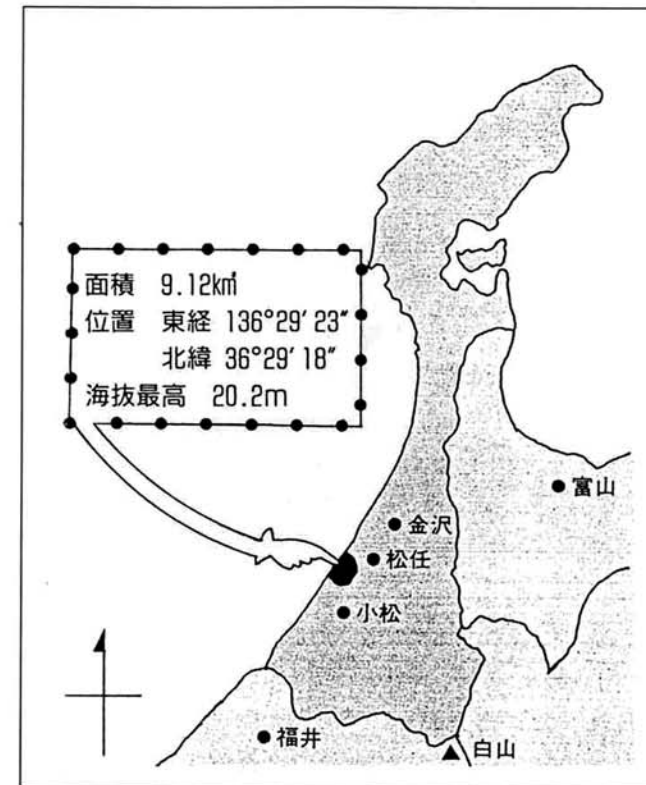 面積 9.12km²
位置 東経 136°29′23″
北緯 36°29′18″
海抜最高 20.2m
富山
金沢
松任
小松
福井
白山